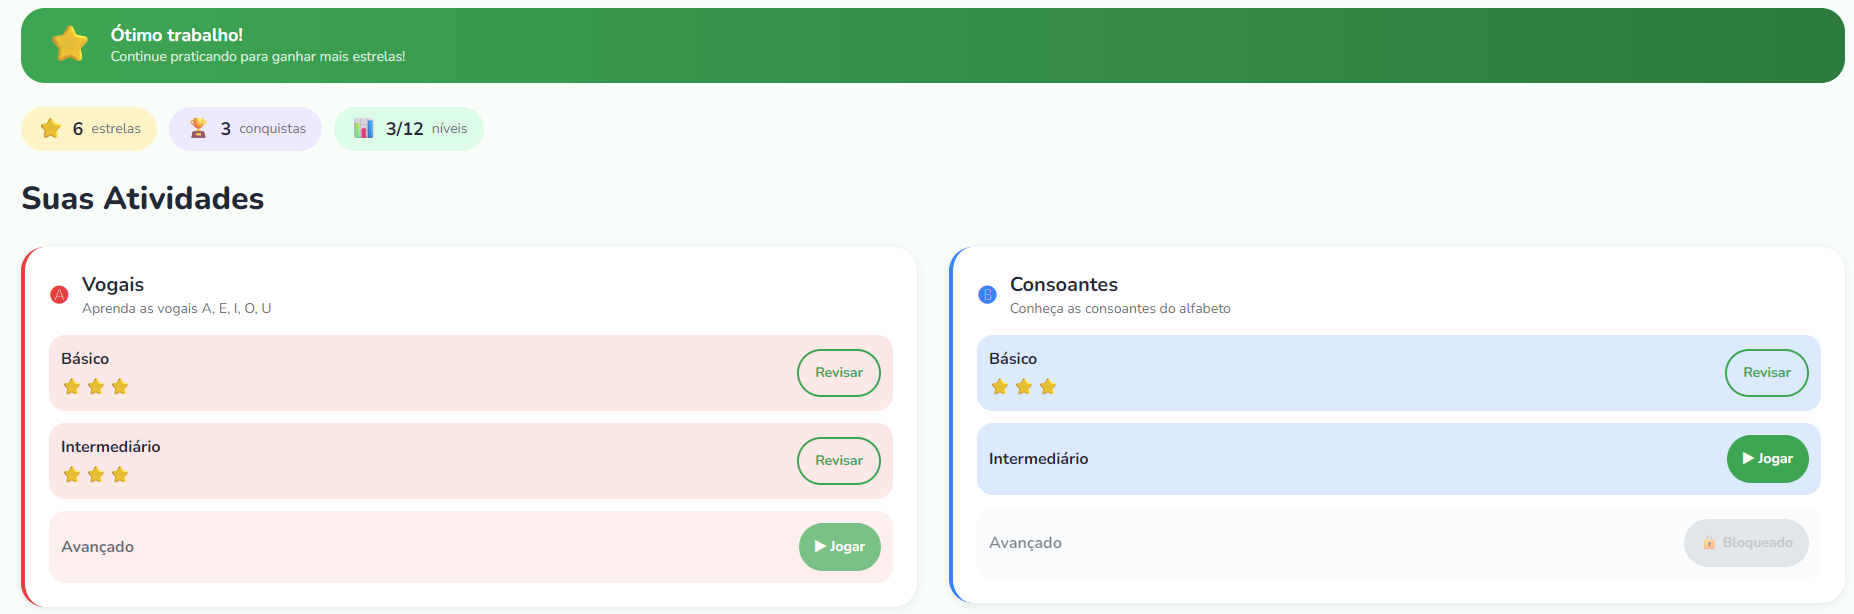 Ótimo trabalho!
Continue praticando para ganhar mais estrelas!
6 estrelas
3 conquistas
3/12 níveis
Suas Atividades
A
Vogais
Aprenda as vogais A, E, I, O, U
Básico
Revisar
Intermediário
Revisar
Avançado
▶ Jogar
B
Consoantes
Conheça as consoantes do alfabeto
Básico
Revisar
Intermediário
▶ Jogar
Avançado
Bloqueado